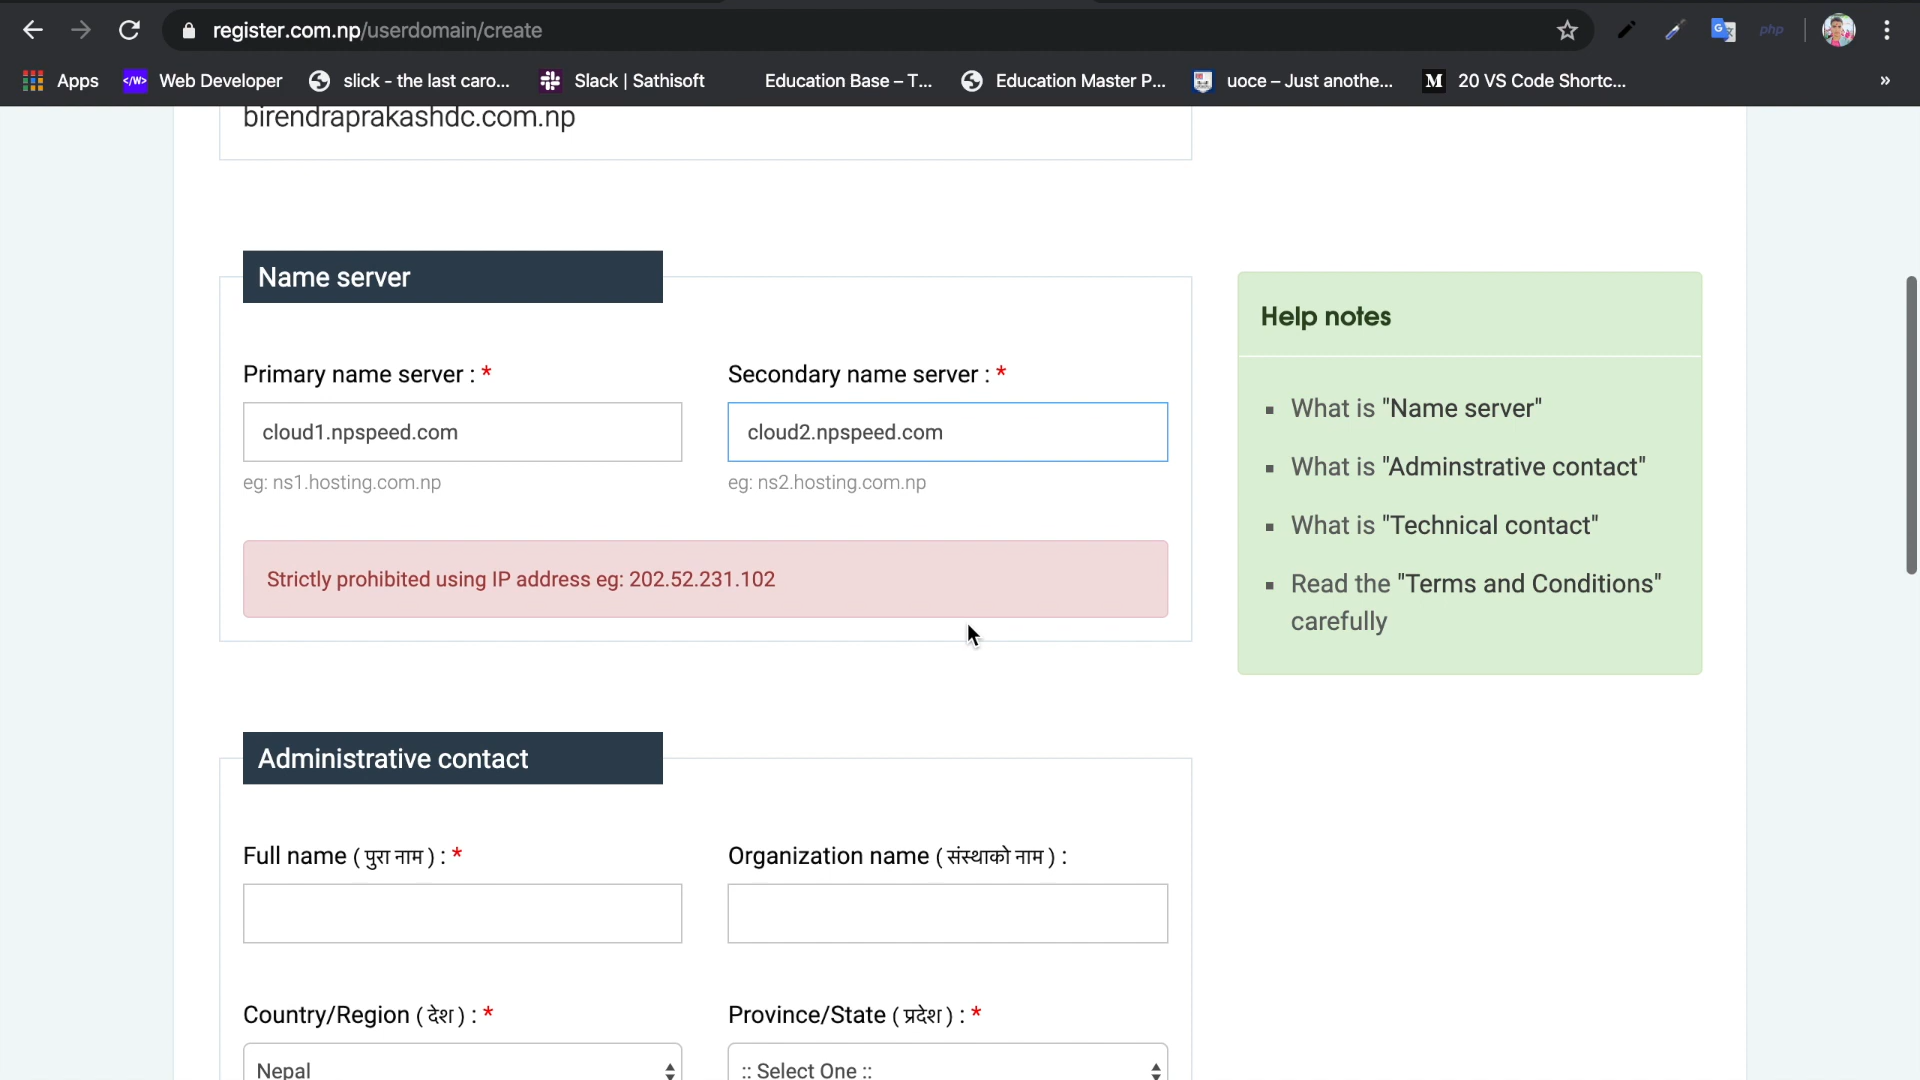 register.com.np/userdomain/create
php
Apps
</W>
Web Developer
slick - the last caro...
Slack | Sathisoft
Education Base – T...
Education Master P...
uoce – Just anothe...
M
20 VS Code Shortc...
»
birendraprakashdc.com.np
Name server
Primary name server : *
Secondary name server : *
cloud1.npspeed.com
cloud2.npspeed.com
eg: ns1.hosting.com.np
eg: ns2.hosting.com.np
Strictly prohibited using IP address eg: 202.52.231.102
Help notes
What is "Name server"
What is "Adminstrative contact"
What is "Technical contact"
Read the "Terms and Conditions"
carefully
Administrative contact
Full name ( पुरा नाम ) : *
Organization name ( संस्थाको नाम ) :
Country/Region ( देश ) : *
Province/State ( प्रदेश ) : *
Nepal
:: Select One ::